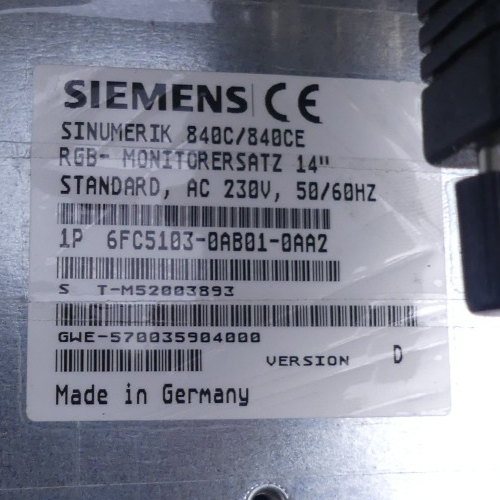 SIEMENS CE
SINUMERIK 840C/840CE
RGB- MONITORERSATZ 14"
STANDARD, AC 230V, 50/60HZ
1P 6FC5103-0AB01-0AA2
S T-M52003893
GWE-570035904000
VERSION D
Made in Germany